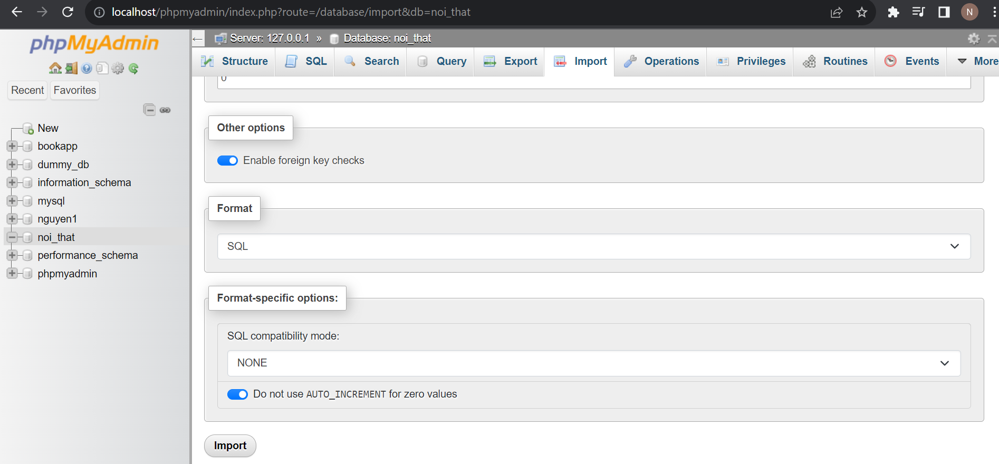 localhost/phpmyadmin/index.php?route=/database/import&db=noi_that
N
phpMyAdmin
Recent
Favorites
New
bookapp
dummy_db
information_schema
mysql
nguyen1
noi_that
performance_schema
phpmyadmin
Server: 127.0.0.1 » Database: noi_that
Structure
SQL
Search
Query
Export
Import
Operations
Privileges
Routines
Events
More
0
Other options
Enable foreign key checks
Format
SQL
Format-specific options:
SQL compatibility mode:
NONE
Do not use AUTO_INCREMENT for zero values
Import